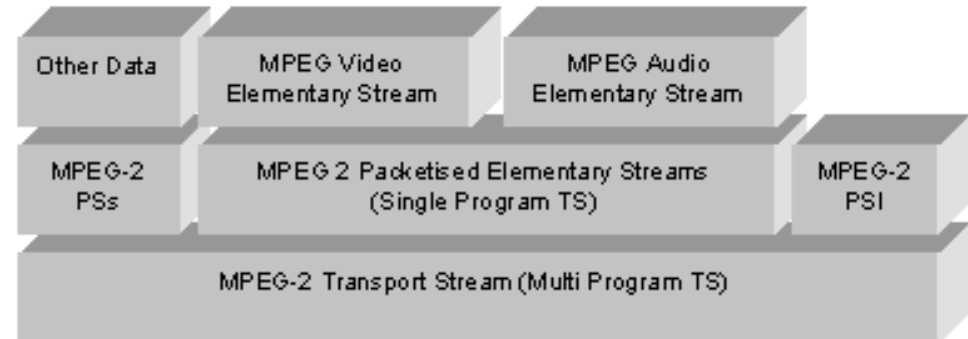 Other Data
MPEG Video
Elementary Stream
MPEG Audio
Elementary Stream
MPEG-2
PSs
MPEG 2 Packetised Elementary Streams
(Single Program TS)
MPEG-2
PSI
MPEG-2 Transport Stream (Multi Program TS)